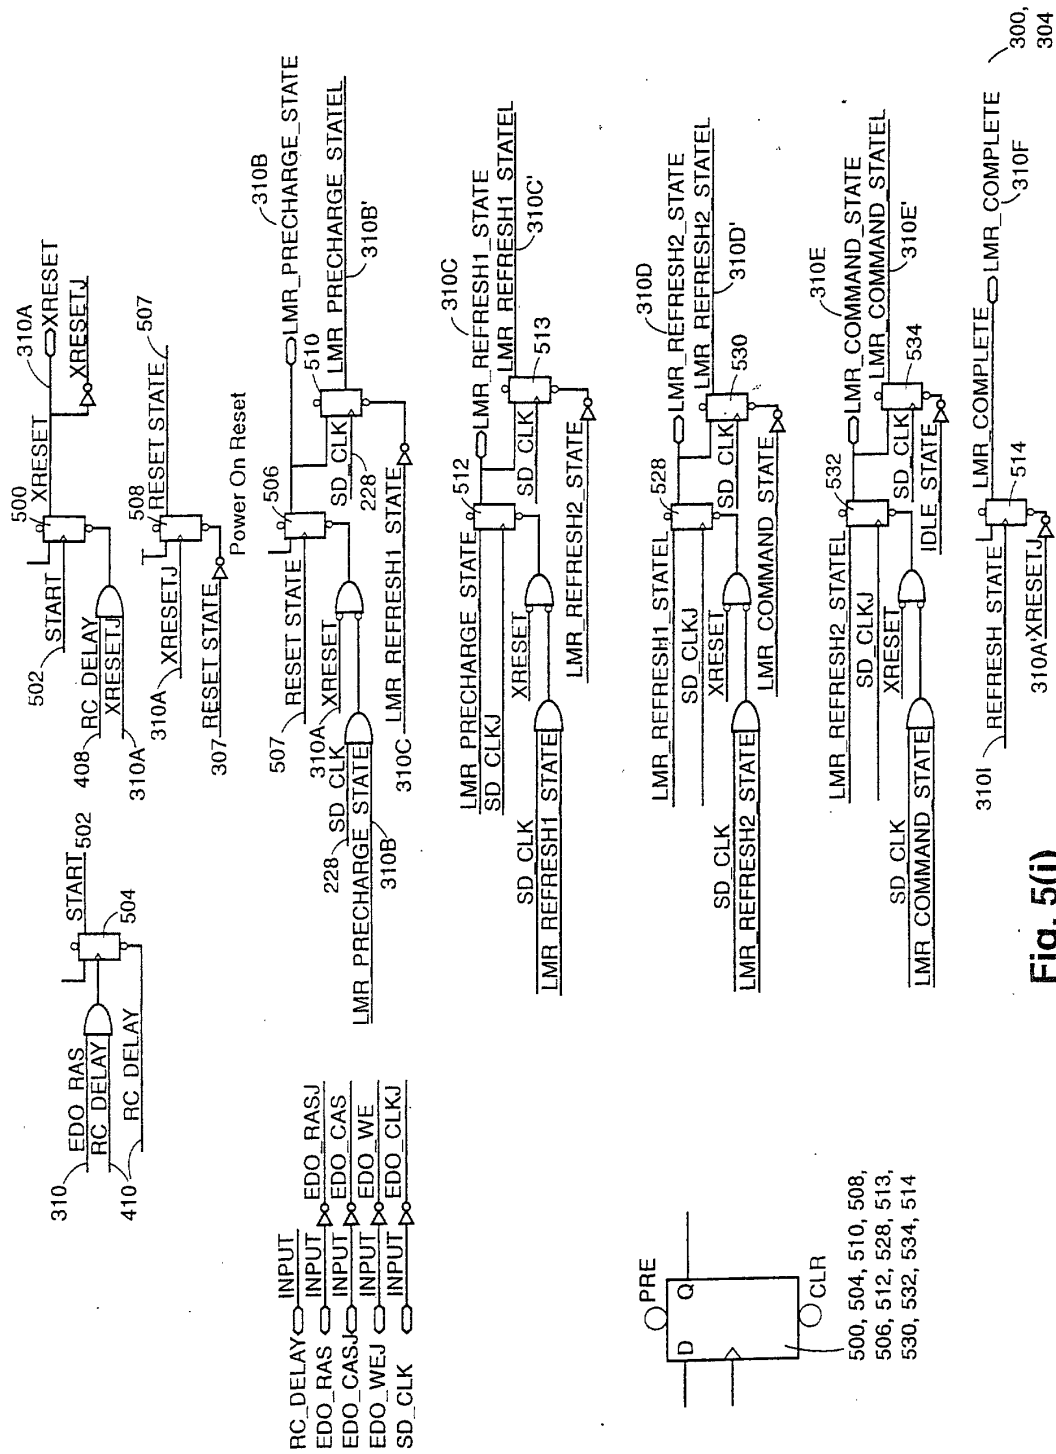 EDO_RAS
RC_DELAY
310
410
RC_DELAY
START
502
504
START
502
RC_DELAY
408
XRESETJ
310A
500
XRESET
310A
XRESET
XRESETJ
XRESETJ
310A
RESET STATE
307
508
RESET STATE
507
Power On Reset
RC_DELAY
INPUT
EDO_RAS
INPUT
EDO_RASJ
EDO_CASJ
INPUT
EDO_CAS
EDO_WEJ
INPUT
EDO_WE
SD_CLK
INPUT
EDO_CLKJ
RESET STATE
507
310A
XRESET
SD_CLK
228
LMR_PRECHARGE_STATE
310B
310C
LMR_REFRESH1_STATE
506
SD_CLK
228
510
LMR_PRECHARGE_STATE
310B
LMR PRECHARGE STATEL
310B'
LMR_PRECHARGE STATE
SD_CLKJ
XRESET
SD_CLK
LMR_REFRESH1_STATE
512
SD_CLK
LMR_REFRESH2_STATE
513
310C
LMR_REFRESH1_STATE
LMR_REFRESH1_STATEL
310C'
LMR_REFRESH1_STATEL
SD_CLKJ
XRESET
SD_CLK
LMR_REFRESH2_STATE
528
SD_CLK
LMR_COMMAND_STATE
530
310D
LMR_REFRESH2_STATE
LMR_REFRESH2_STATEL
310D'
LMR_REFRESH2_STATEL
SD_CLKJ
XRESET
SD_CLK
LMR_COMMAND_STATE
532
SD_CLK
IDLE_STATE
534
310E
LMR_COMMAND_STATE
LMR_COMMAND_STATEL
310E'
REFRESH_STATE
310I
310A
XRESETJ
514
LMR_COMPLETE
LMR_COMPLETE
310F
300,
304
PRE
D
Q
CLR
500, 504, 510, 508,
506, 512, 528, 513,
530, 532, 534, 514
Fig. 5(i)